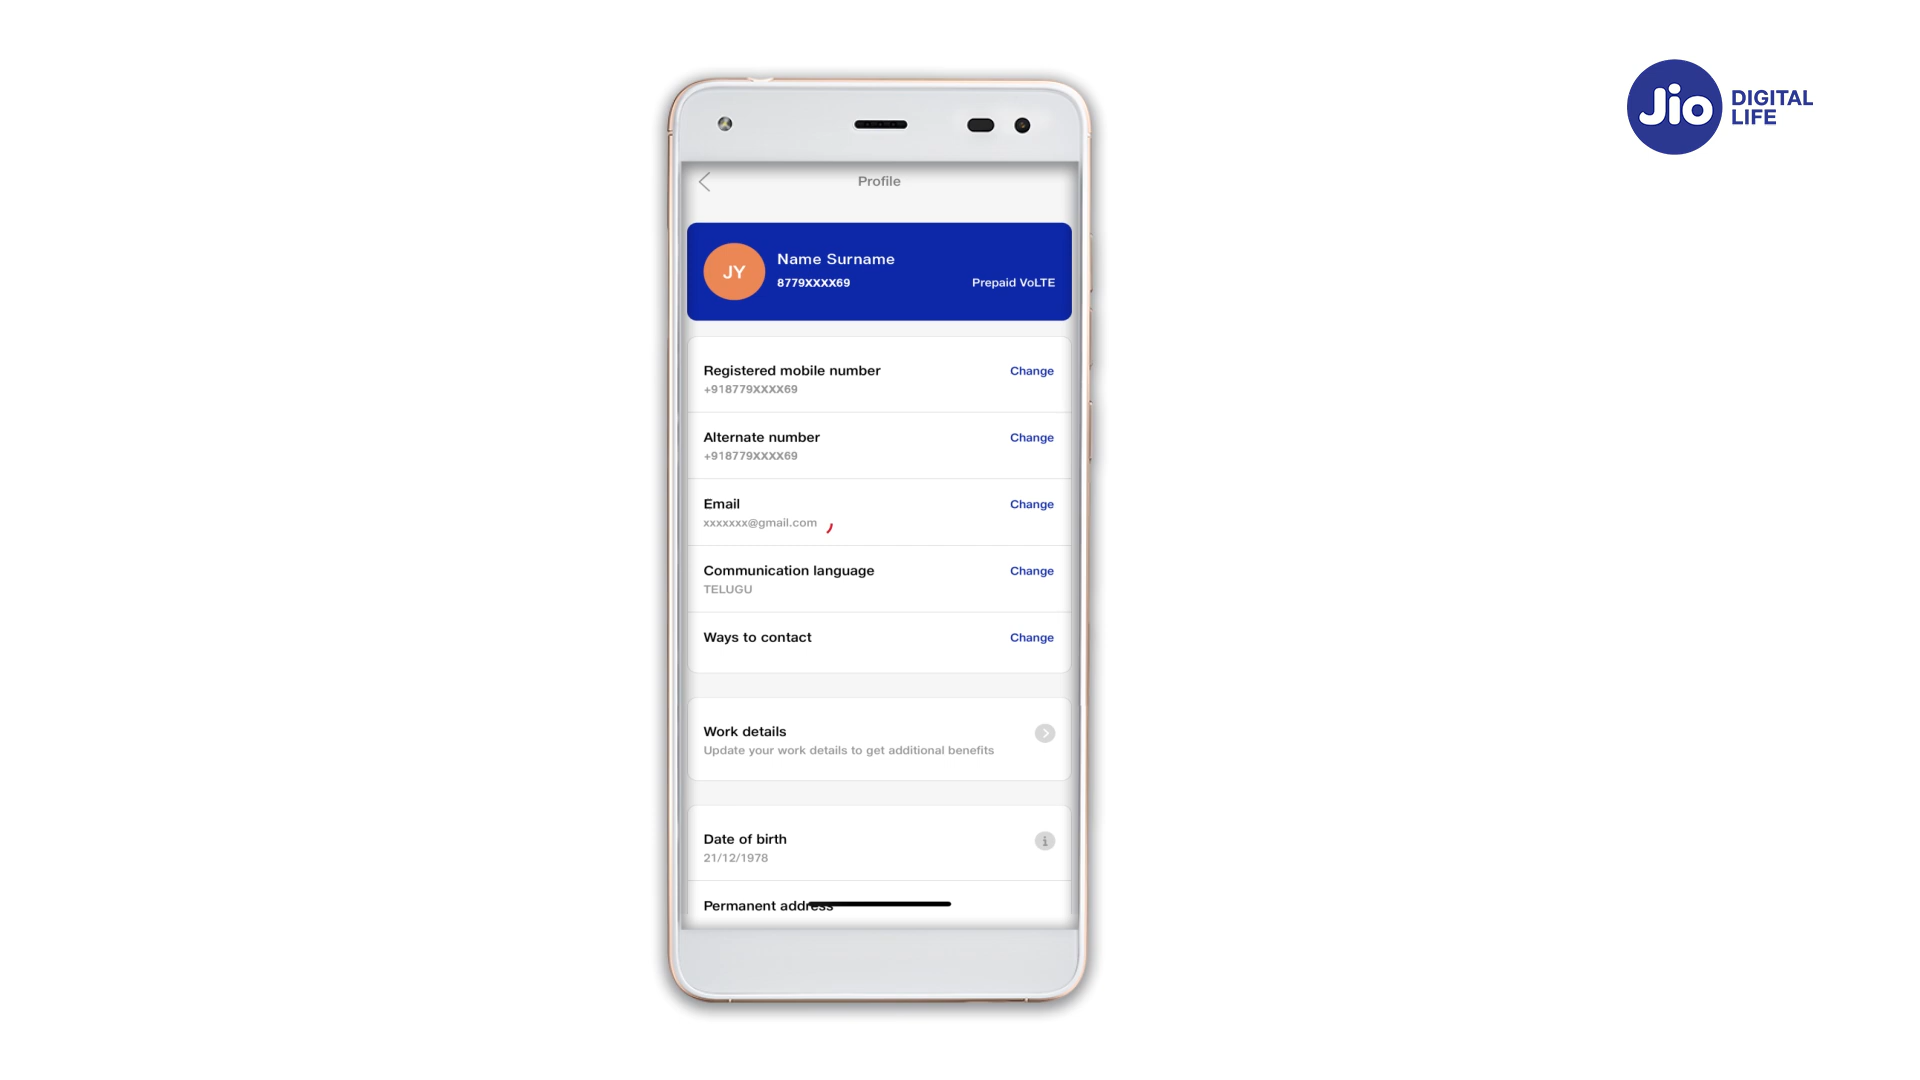 Jio DIGITAL
LIFE
Profile
JY
Name Surname
8779XXXX69
Prepaid VoLTE
Registered mobile number
Change
+918779XXXX69
Alternate number
Change
+918779XXXX69
Email
Change
xxxxxxx@gmail.com
Communication language
Change
TELUGU
Ways to contact
Change
Work details
Update your work details to get additional benefits
Date of birth
21/12/1978
Permanent address